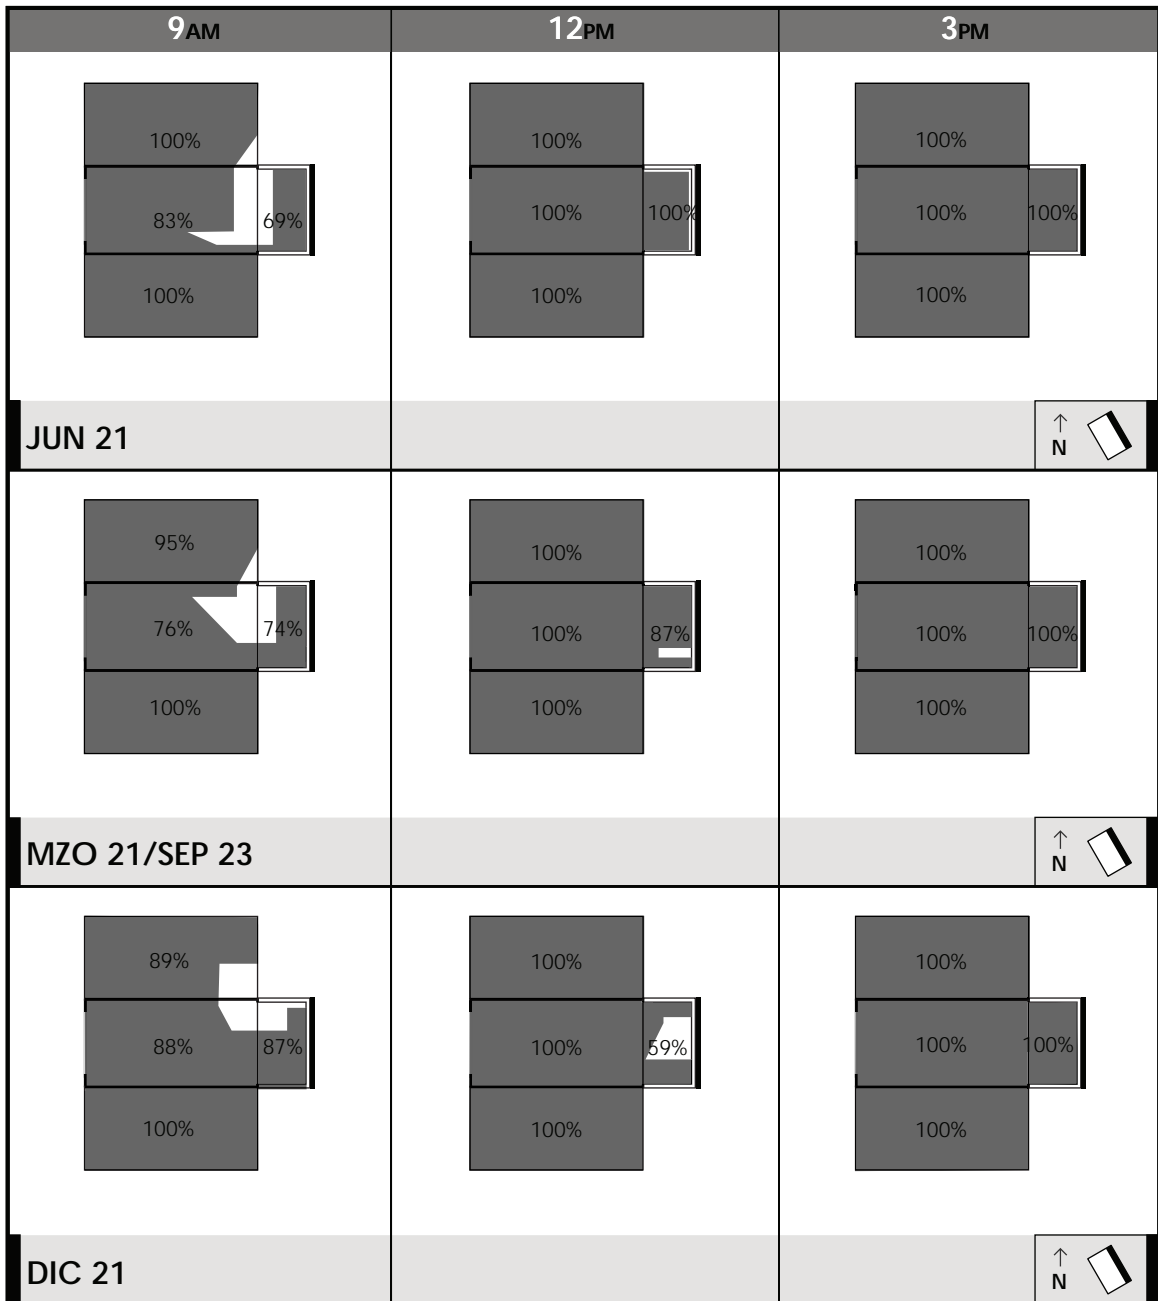 9AM 12PM 3PM
100% 100% 100%
83% 69% 100% 100% 100% 100%
100% 100% 100%
JUN 21 ↑
N
95% 100% 100%
76% 74% 100% 87% 100% 100%
100% 100% 100%
MZO 21/SEP 23 ↑
N
89% 100% 100%
88% 87% 100% 59% 100% 100%
100% 100% 100%
DIC 21 ↑
N